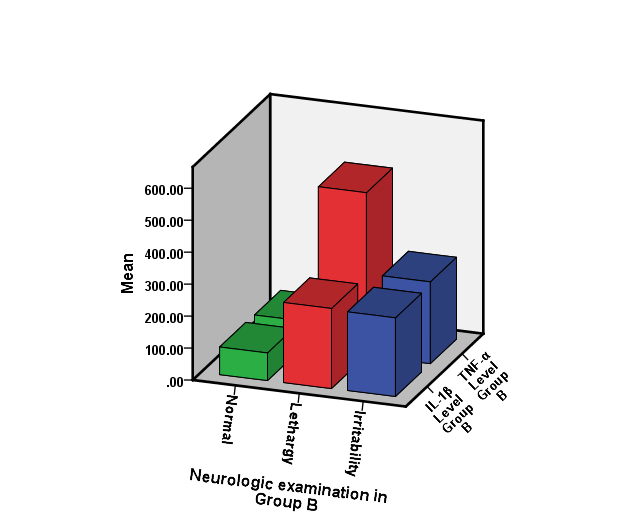 600.00
500.00
400.00
300.00
200.00
100.00
.00
Mean
Normal
Lethargy
Irritability
Neurologic examination in
Group B
IL-1β
Level
Group
B
TNF-α
Level
Group
B